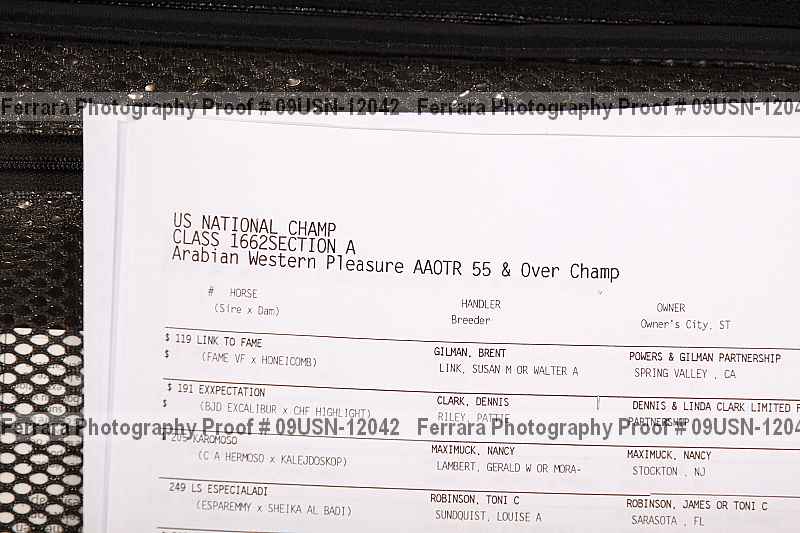 Ferrara Photography Proof # 09USN-12042 Ferrara Photography Proof # 09USN-1204
US NATIONAL CHAMP
CLASS 1662SECTION A
Arabian Western Pleasure AAOTR 55 & Over Champ
# HORSE HANDLER OWNER
(Sire x Dam) Breeder Owner's City, ST
$ 119 LINK TO FAME GILMAN, BRENT POWERS & GILMAN PARTNERSHIP
$ (FAME VF x HONEICOMB) LINK, SUSAN M OR WALTER A SPRING VALLEY , CA
$ 191 EXXPECTATION CLARK, DENNIS DENNIS & LINDA CLARK LIMITED
$ (BJD EXCALIBUR x CHF HIGHLIGHT) RILEY, PATTIE PARTNERSHIP
Ferrara Photography Proof # 09USN-12042 Ferrara Photography Proof # 09USN-1204
205 KAROMOSO MAXIMUCK, NANCY MAXIMUCK, NANCY
(C A HERMOSO x KALEJDOSKOP) LAMBERT, GERALD W OR MORA- STOCKTON , NJ
249 LS ESPECIALADI ROBINSON, TONI C ROBINSON, JAMES OR TONI C
(ESPAREMMY x SHEIKA AL BADI) SUNDQUIST, LOUISE A SARASOTA , FL